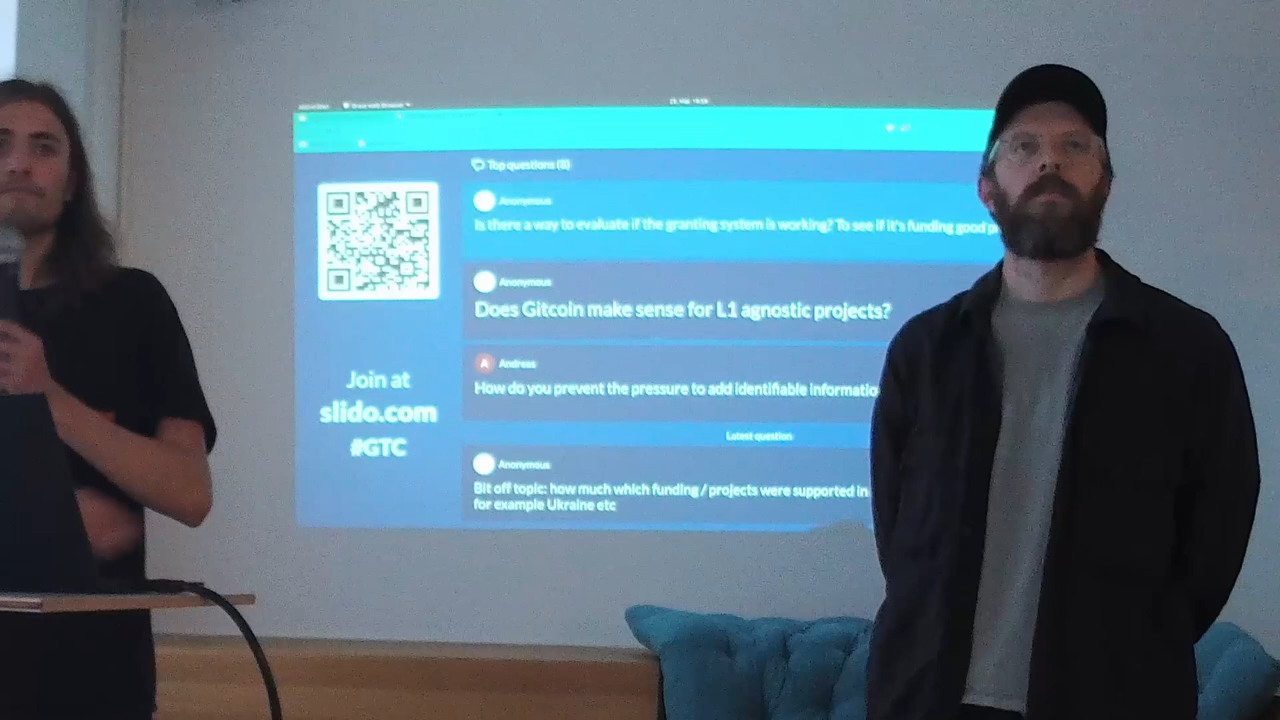 Top questions (8)
Anonymous
Is there a way to evaluate if the granting system is working? To see if it's funding good
Anonymous
Does Gitcoin make sense for L1 agnostic projects?
A Andreas
How do you prevent the pressure to add identifiable informatio
Latest question
Anonymous
Bit off topic: how much which funding / projects were supported in
for example Ukraine etc
Join at
slido.com
#GTC